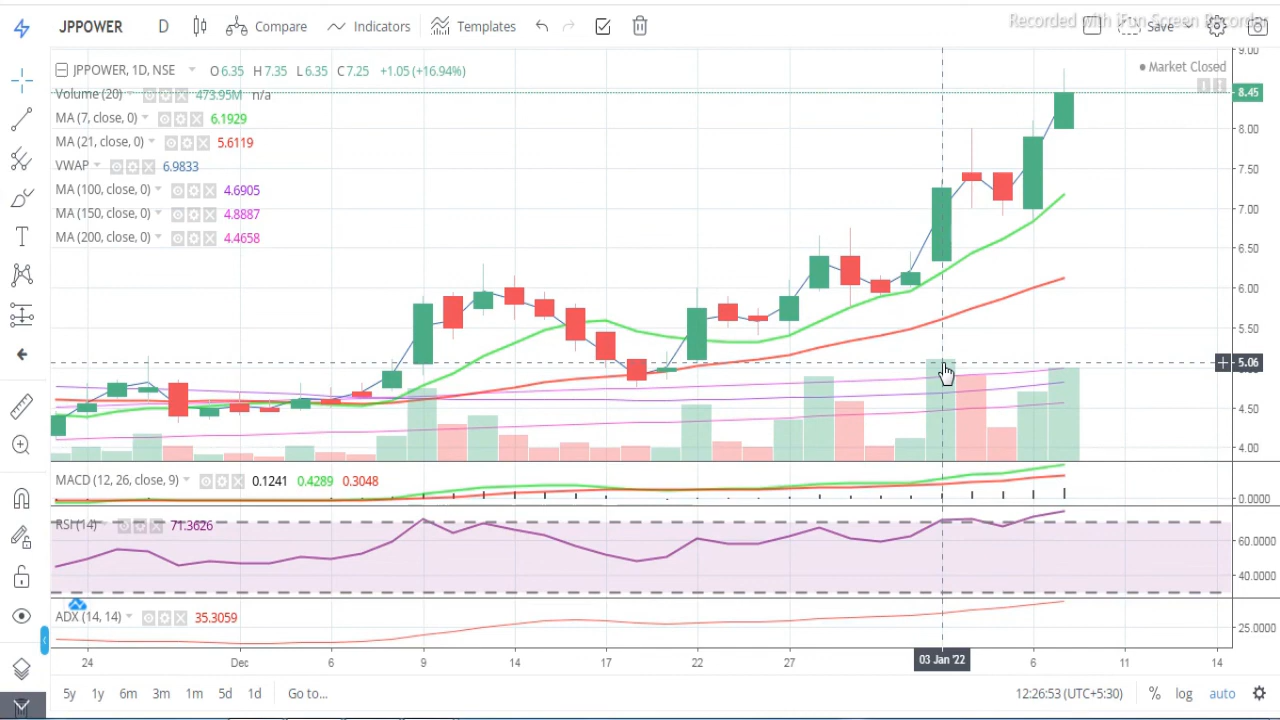 JPPOWER D Compare Indicators Templates Save
Recorded with iFun Screen Recorder
JPPOWER, 1D, NSE O6.35 H7.35 L6.35 C7.25 +1.05 (+16.94%)
Market Closed
Volume (20) 473.95M n/a
MA (7, close, 0) 6.1929
MA (21, close, 0) 5.6119
VWAP 6.9833
MA (100, close, 0) 4.6905
MA (150, close, 0) 4.8887
MA (200, close, 0) 4.4658
9.00
8.45
8.00
7.50
7.00
6.50
6.00
5.50
5.06
4.50
4.00
MACD (12, 26, close, 9) 0.1241 0.4289 0.3048
0.0000
RSI (14) 71.3626
60.0000
40.0000
ADX (14, 14) 35.3059
25.0000
24 Dec 6 9 14 17 22 27 03 Jan '22 6 11 14
5y 1y 6m 3m 1m 5d 1d Go to... 12:26:53 (UTC+5:30) % log auto